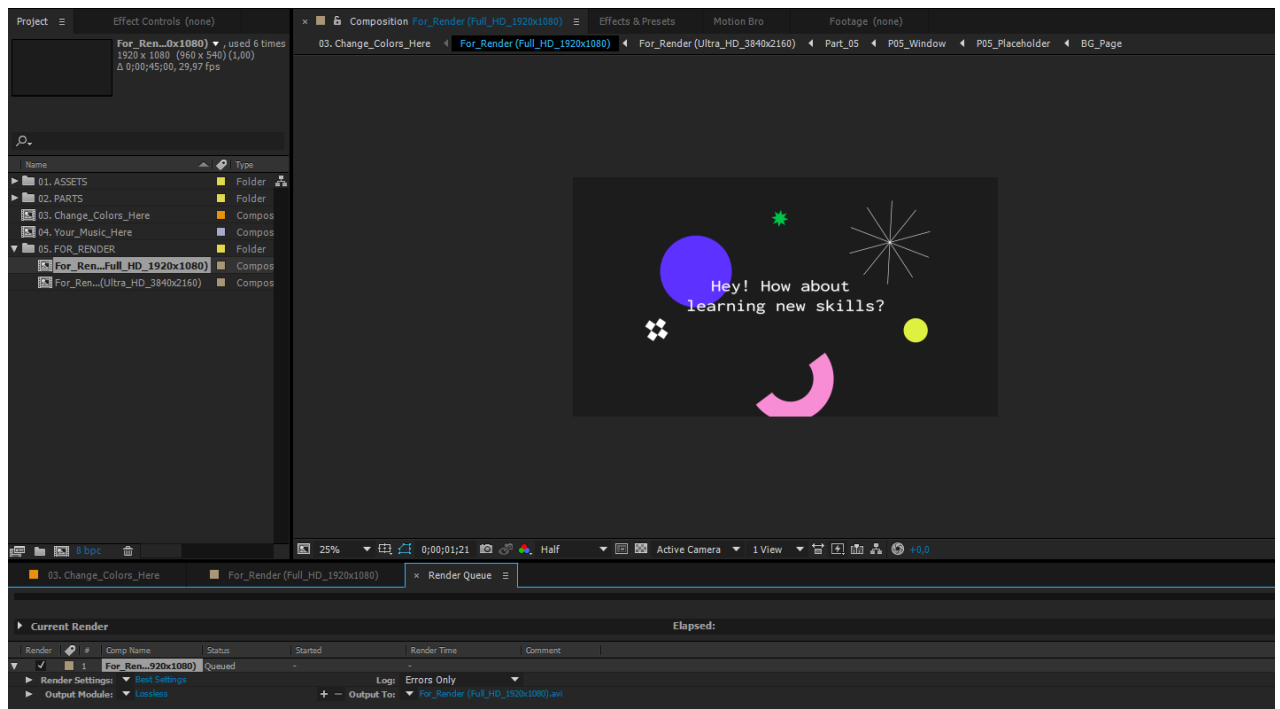 Project
Effect Controls (none)
For_Ren...0x1080) , used 6 times
1920 x 1080 (960 x 540) (1,00)
Δ 0;00;45;00, 29,97 fps
Name Type
01. ASSETS Folder
02. PARTS Folder
03. Change_Colors_Here Compos
04. Your_Music_Here Compos
05. FOR_RENDER Folder
For_Ren...Full_HD_1920x1080) Compos
For_Ren...(Ultra_HD_3840x2160) Compos
8 bpc
× Composition For_Render (Full_HD_1920x1080) Effects & Presets Motion Bro Footage (none)
03. Change_Colors_Here For_Render (Full_HD_1920x1080) For_Render (Ultra_HD_3840x2160) Part_05 P05_Window P05_Placeholder BG_Page
Hey! How about
learning new skills?
25% 0;00;01;21 Half Active Camera 1 View +0,0
03. Change_Colors_Here For_Render (Full_HD_1920x1080) × Render Queue
Current Render Elapsed:
Render # Comp Name Status Started Render Time Comment
1 For_Ren...920x1080) Queued - -
Render Settings: Best Settings Log: Errors Only
Output Module: Lossless + − Output To: For_Render (Full_HD_1920x1080).avi